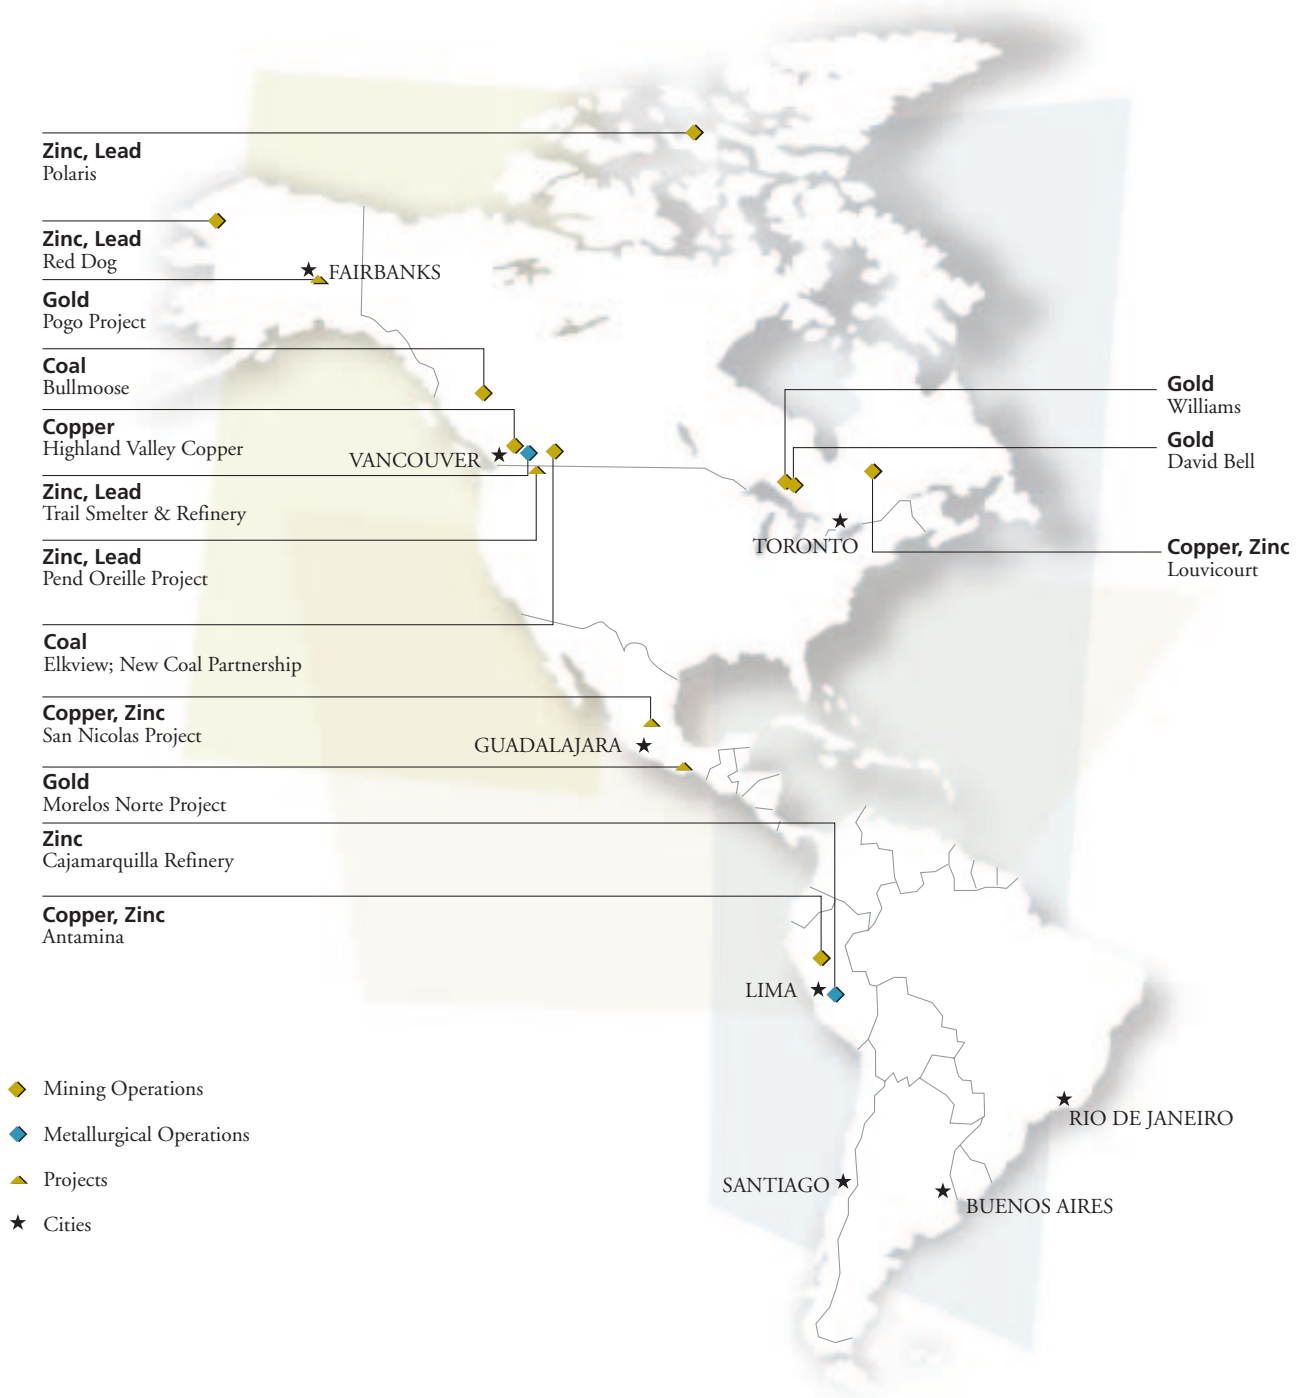 Zinc, Lead
Polaris
Zinc, Lead
Red Dog
FAIRBANKS
Gold
Pogo Project
Coal
Bullmoose
Copper
Highland Valley Copper
VANCOUVER
Zinc, Lead
Trail Smelter & Refinery
Zinc, Lead
Pend Oreille Project
Coal
Elkview; New Coal Partnership
Copper, Zinc
San Nicolas Project
GUADALAJARA
Gold
Morelos Norte Project
Zinc
Cajamarquilla Refinery
Copper, Zinc
Antamina
Gold
Williams
Gold
David Bell
TORONTO
Copper, Zinc
Louvicourt
LIMA
RIO DE JANEIRO
SANTIAGO
BUENOS AIRES
Mining Operations
Metallurgical Operations
Projects
Cities